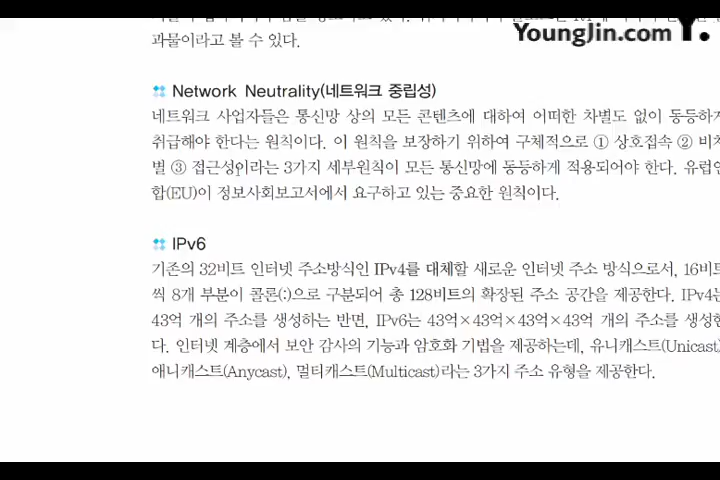 YoungJin.com Y.
과물이라고 볼 수 있다.
Network Neutrality(네트워크 중립성)
네트워크 사업자들은 통신망 상의 모든 콘텐츠에 대하여 어떠한 차별도 없이 동등하게
취급해야 한다는 원칙이다. 이 원칙을 보장하기 위하여 구체적으로 ① 상호접속 ② 비차
별 ③ 접근성이라는 3가지 세부원칙이 모든 통신망에 동등하게 적용되어야 한다. 유럽연
합(EU)이 정보사회보고서에서 요구하고 있는 중요한 원칙이다.
IPv6
기존의 32비트 인터넷 주소방식인 IPv4를 대체할 새로운 인터넷 주소 방식으로서, 16비트
씩 8개 부분이 콜론(:)으로 구분되어 총 128비트의 확장된 주소 공간을 제공한다. IPv4는
43억 개의 주소를 생성하는 반면, IPv6는 43억×43억×43억×43억 개의 주소를 생성한
다. 인터넷 계층에서 보안 감사의 기능과 암호화 기법을 제공하는데, 유니캐스트(Unicast),
애니캐스트(Anycast), 멀티캐스트(Multicast)라는 3가지 주소 유형을 제공한다.